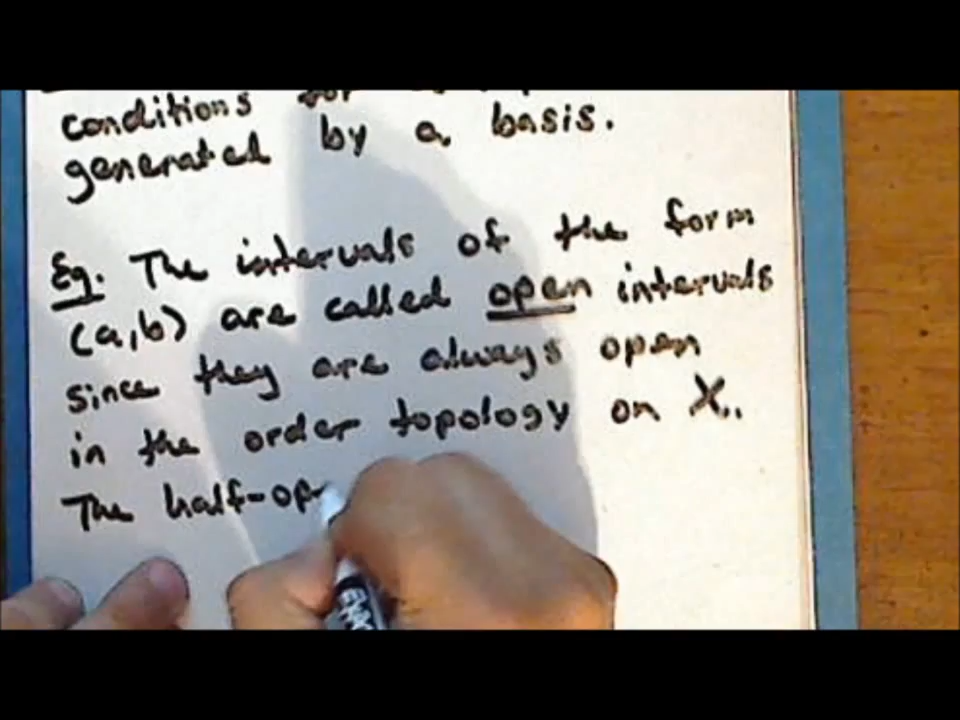 conditions for
generated by a basis.
Eg. The intervals of the form
(a,b) are called open intervals
since they are always open
in the order topology on X.
The half-op